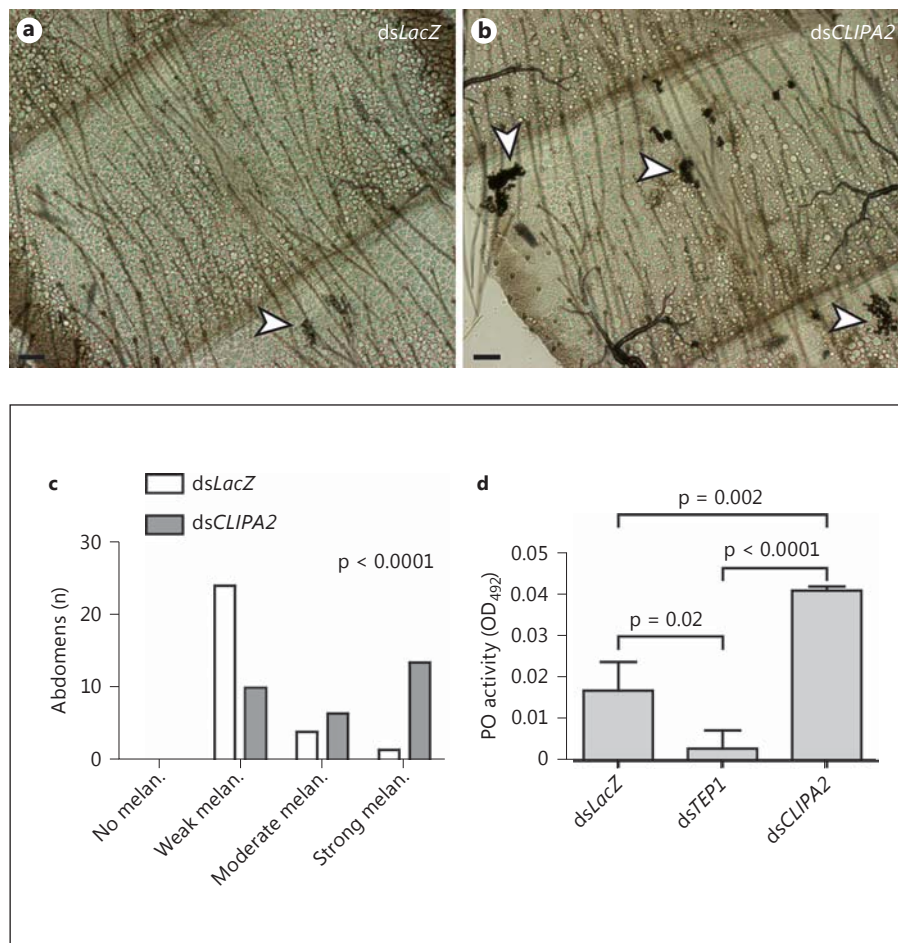 a
dsLacZ
b
dsCLIPA2
c
dsLacZ
dsCLIPA2
30
20
10
0
Abdomens (n)
p < 0.0001
No melan.
Weak melan.
Moderate melan.
Strong melan.
d
p = 0.002
p < 0.0001
p = 0.02
0.05
0.04
0.03
0.02
0.01
0
PO activity (OD492)
dsLacZ
dsTEP1
dsCLIPA2